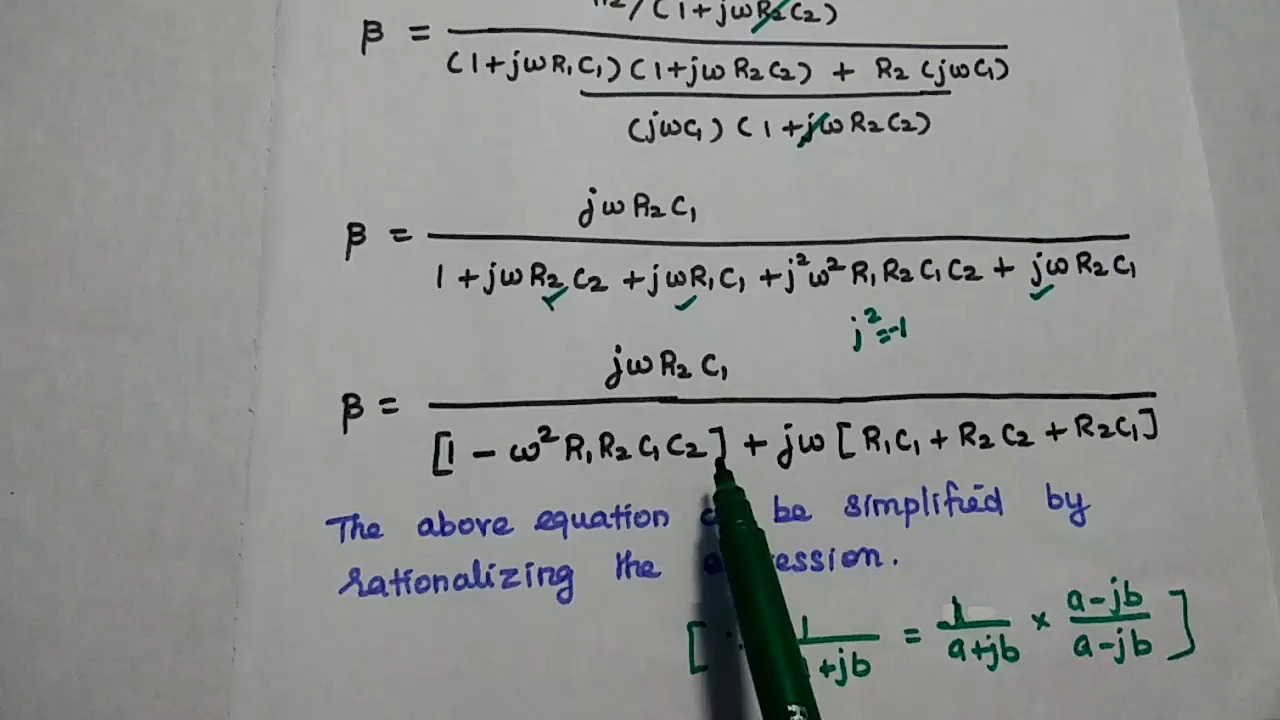 R2/(1+jωR2C2)
β = 
(1+jωR1C1)(1+jωR2C2) + R2(jωC1)
(jωC1)(1+jωR2C2)
jωR2C1
β =
1+jωR2C2+jωR1C1+j²ω²R1R2C1C2+jωR2C1
j²=-1
jωR2C1
β =
[1 - ω²R1R2C1C2] + jω[R1C1+R2C2+R2C1]
The above equation be simplified by
rationalizing the
[ 1/+jb = 1/a+jb × a-jb/a-jb ]